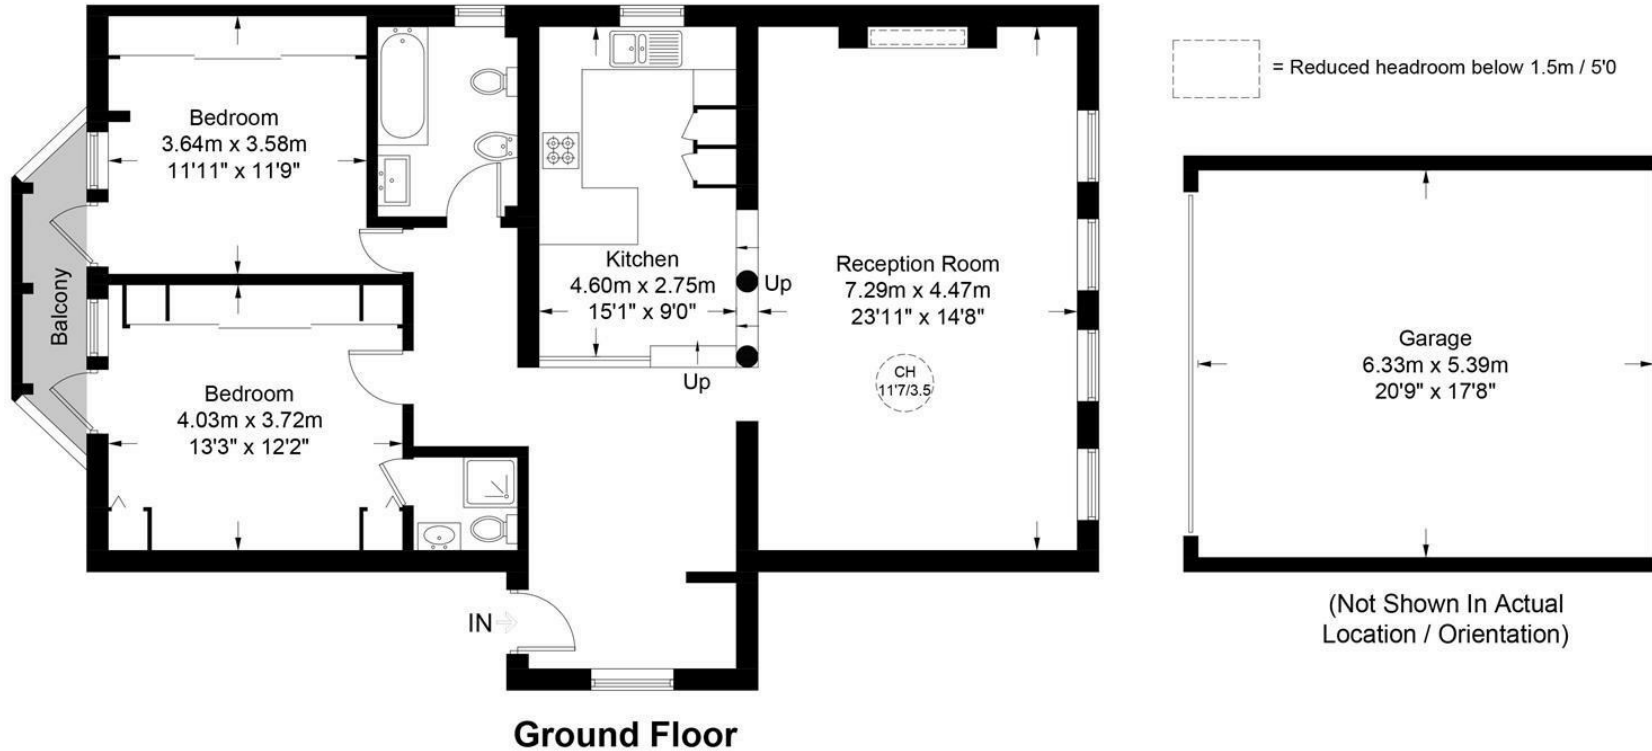 Bedroom
3.64m x 3.58m
11'11" x 11'9"
Balcony
Bedroom
4.03m x 3.72m
13'3" x 12'2"
Kitchen
4.60m x 2.75m
15'1" x 9'0"
Up
Up
Reception Room
7.29m x 4.47m
23'11" x 14'8"
CH
11'7/3.5
IN
= Reduced headroom below 1.5m / 5'0
Garage
6.33m x 5.39m
20'9" x 17'8"
(Not Shown In Actual
Location / Orientation)
Ground Floor